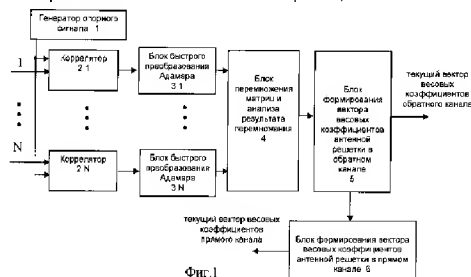 Генератор опорного
сигнала 1
1
Коррелятор
2.1
Блок быстрого
преобразования
Адамара
3.1
N
Коррелятор
2.N
Блок быстрого
преобразования
Адамара
3.N
Блок
перемножения
матриц и
анализа
результата
перемножения
4
Блок
формирования
вектора
весовых
коэффициентов
антенной
решетки в
обратном
канале
5
текущий вектор
весовых
коэффициентов
обратного канала
текущий вектор весовых
коэффициентов
прямого канала
Блок формирования вектора
весовых коэффициентов
антенной решетки в прямом
канале 6
Фиг.1